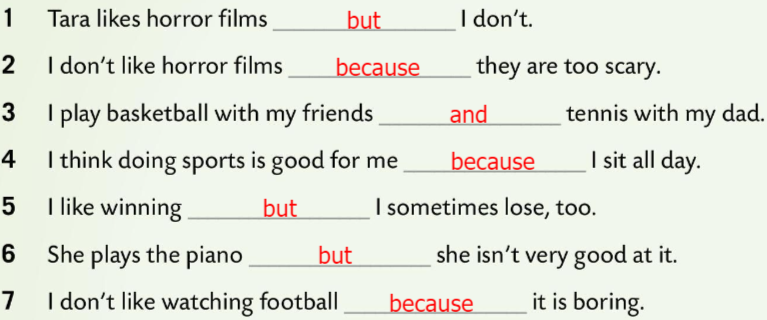 1 Tara likes horror films but I don't.
2 I don't like horror films because they are too scary.
3 I play basketball with my friends and tennis with my dad.
4 I think doing sports is good for me because I sit all day.
5 I like winning but I sometimes lose, too.
6 She plays the piano but she isn't very good at it.
7 I don't like watching football because it is boring.